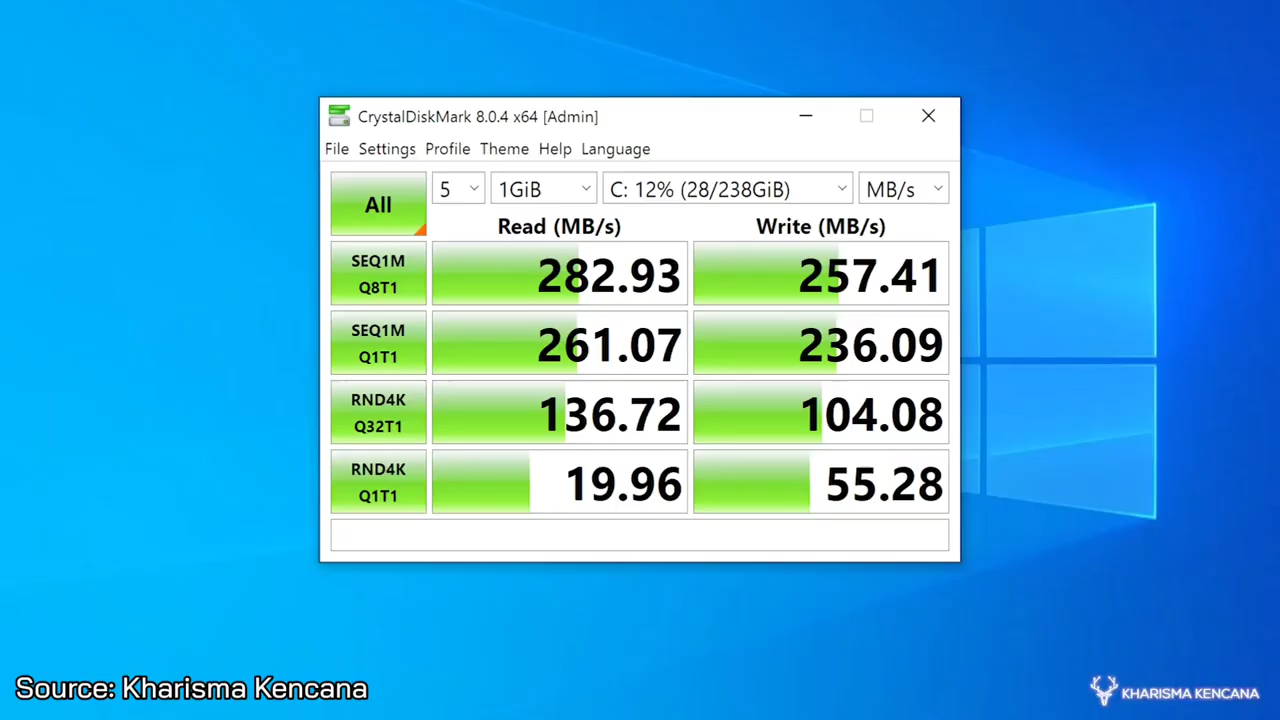 CrystalDiskMark 8.0.4 x64 [Admin]
File Settings Profile Theme Help Language
All 5 1GiB C: 12% (28/238GiB) MB/s
Read (MB/s) Write (MB/s)
SEQ1M
Q8T1
282.93 257.41
SEQ1M
Q1T1
261.07 236.09
RND4K
Q32T1
136.72 104.08
RND4K
Q1T1
19.96 55.28
Source: Kharisma Kencana
KHARISMA KENCANA